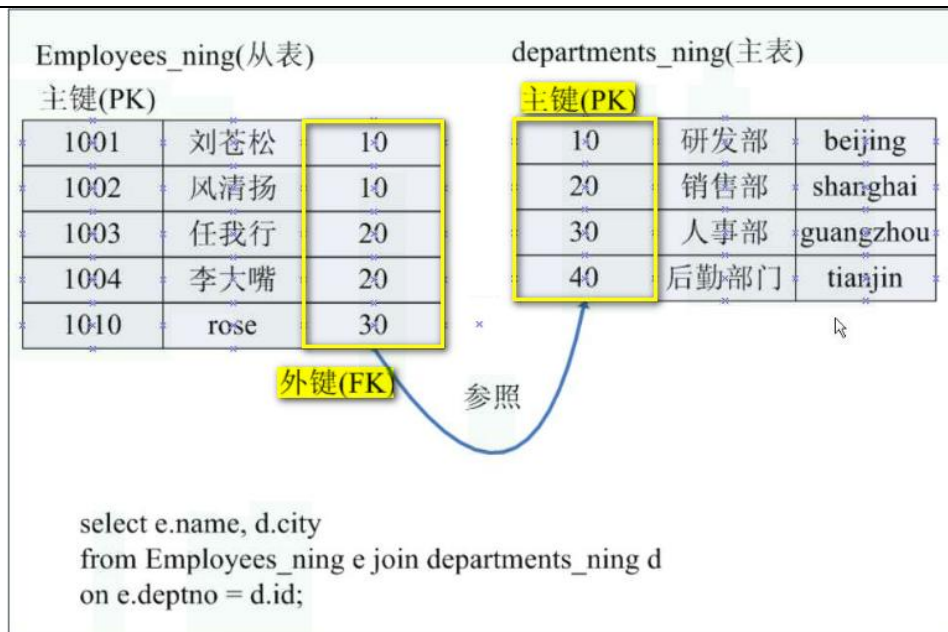 Employees_ning(从表)
主键(PK)
1001 刘苍松 10
1002 风清扬 10
1003 任我行 20
1004 李大嘴 20
1010 rose 30
外键(FK)
departments_ning(主表)
主键(PK)
10 研发部 beijing
20 销售部 shanghai
30 人事部 guangzhou
40 后勤部门 tianjin
参照
select e.name, d.city
from Employees_ning e join departments_ning d
on e.deptno = d.id;